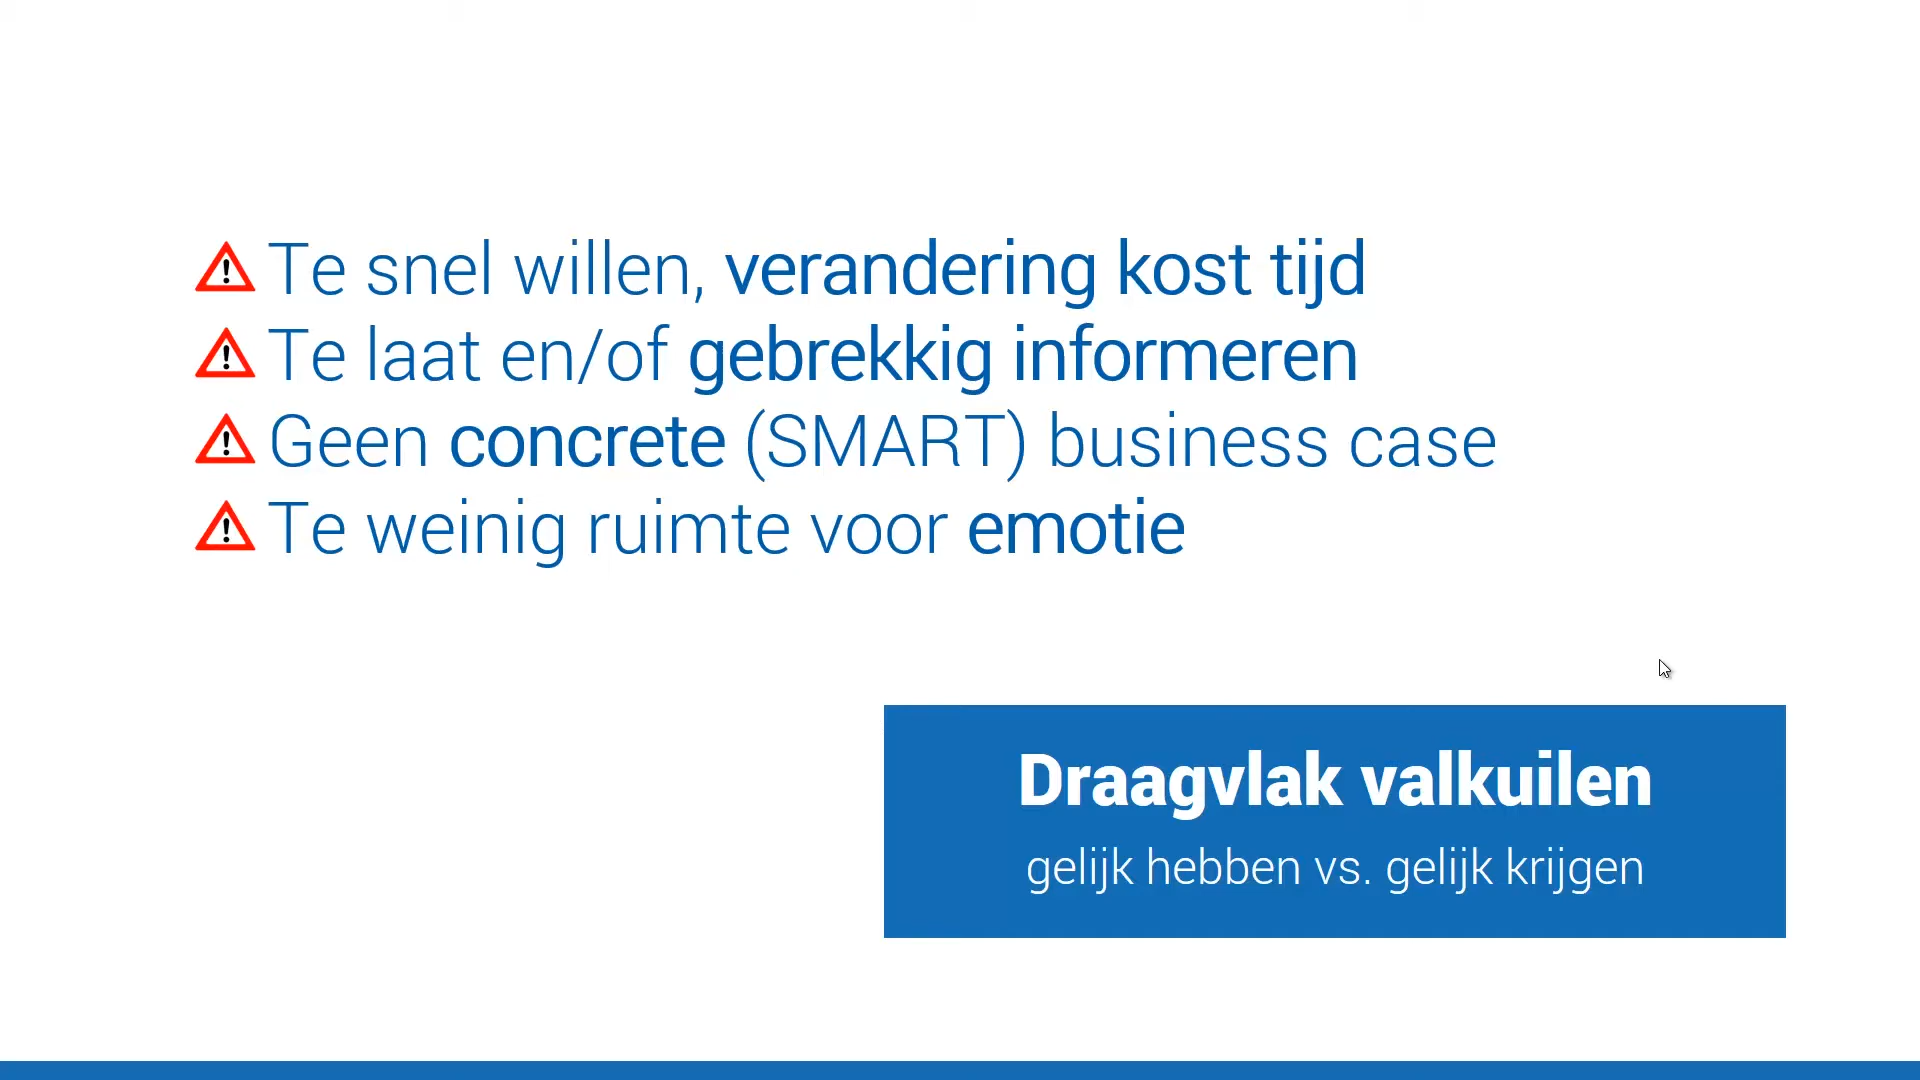 Te snel willen, verandering kost tijd
Te laat en/of gebrekkig informeren
Geen concrete (SMART) business case
Te weinig ruimte voor emotie
Draagvlak valkuilen
gelijk hebben vs. gelijk krijgen